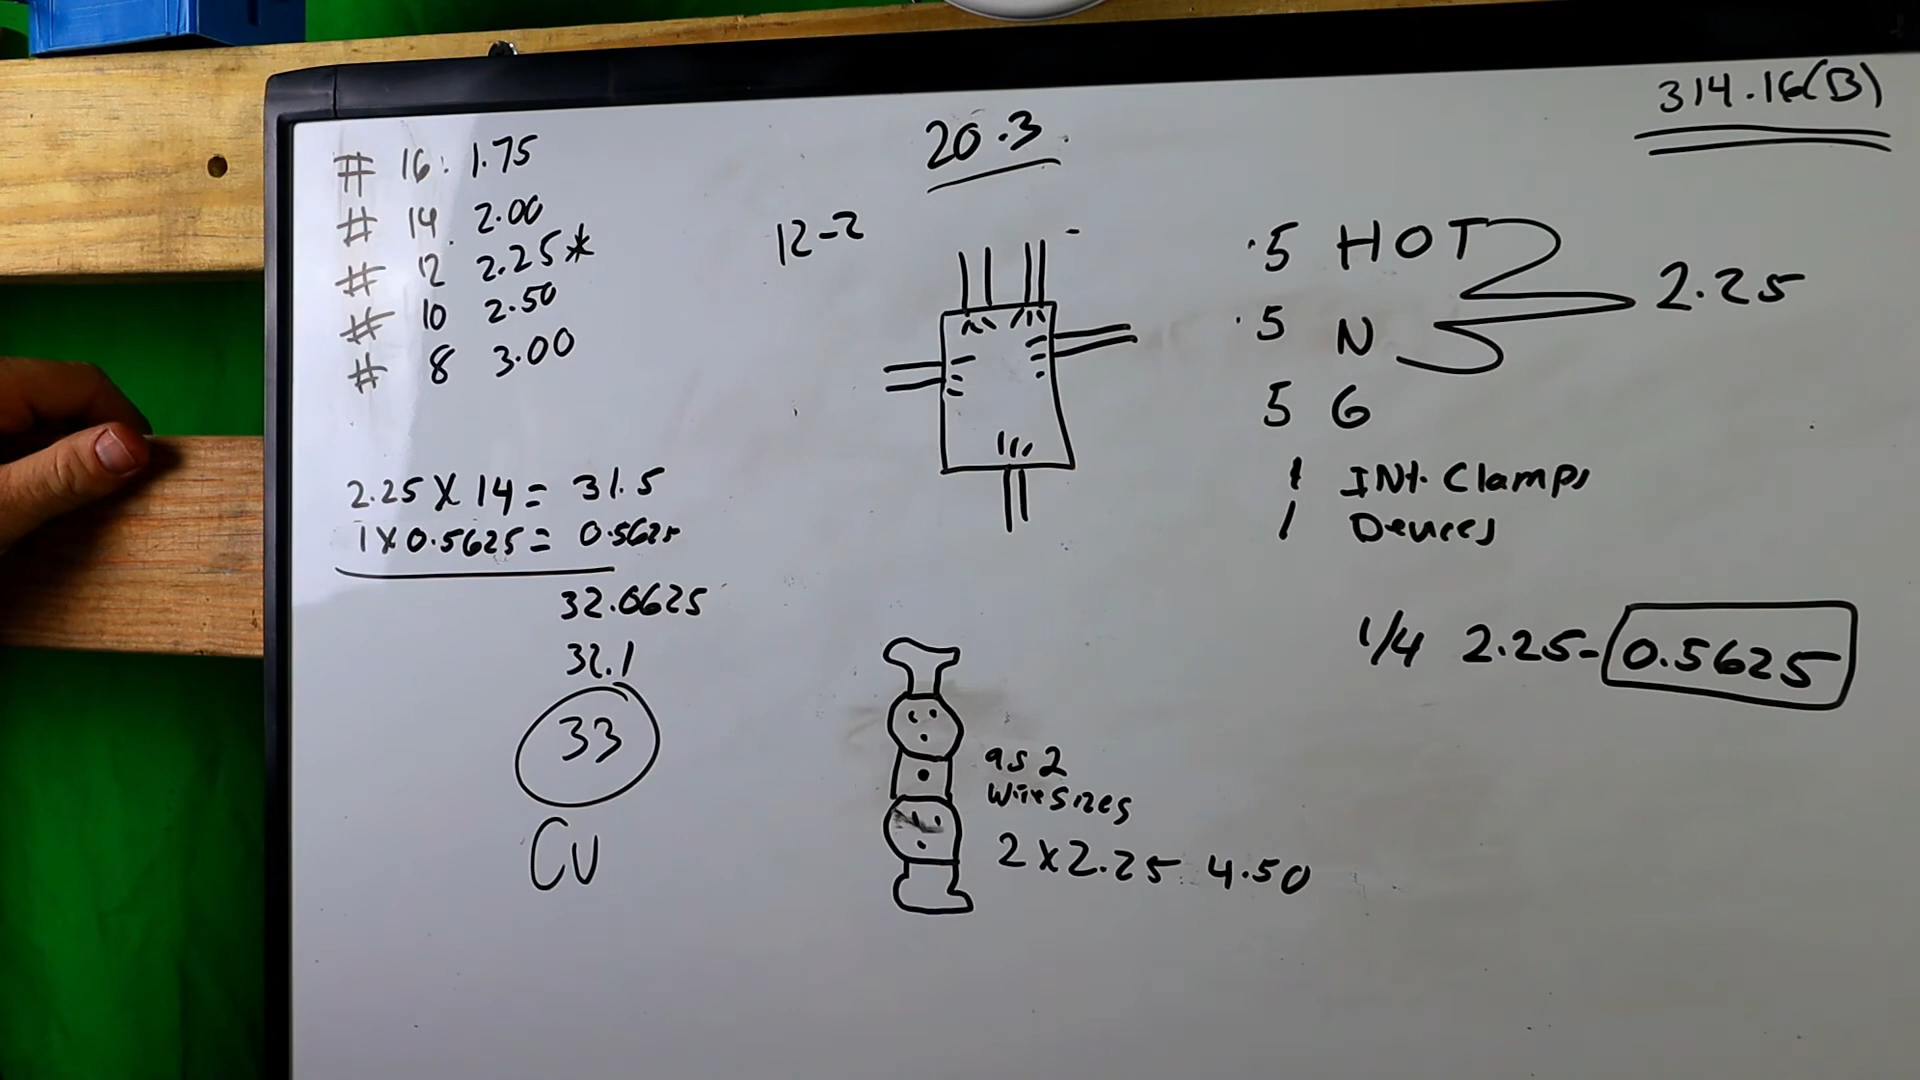 314.16(B)
20.3
# 16: 1.75
# 14 2.00
# 12 2.25*
# 10 2.50
# 8 3.00
12-2
.5 HOT
.5 N
2.25
5 G
1 INt. Clamps
1 Devices
2.25 X 14 = 31.5
1 X 0.5625 = 0.5625
32.0625
32.1
33
CU
1/4 2.25= 0.5625
as 2
wire sizes
2 X 2.25 4.50